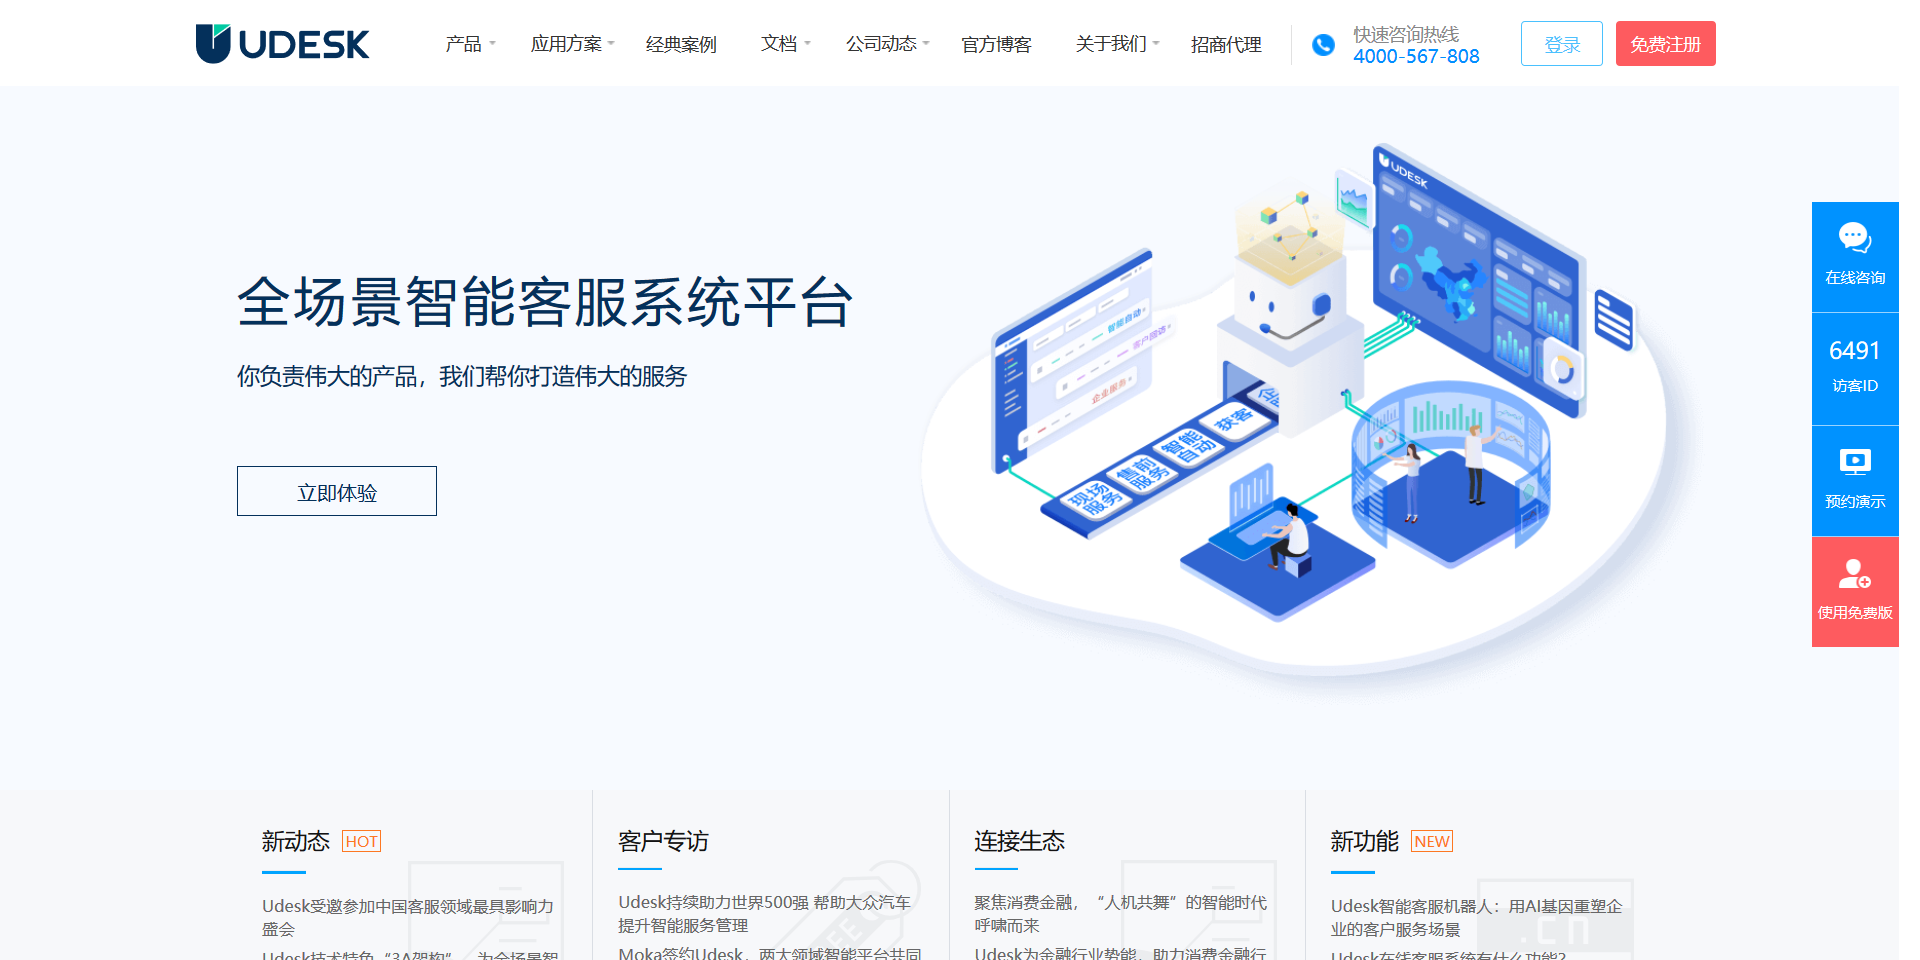 UDESK
产品
应用方案
经典案例
文档
公司动态
官方博客
关于我们
招商代理
快速咨询热线
4000-567-808
登录
免费注册
全场景智能客服系统平台
你负责伟大的产品，我们帮你打造伟大的服务
立即体验
UDESK
智能自动
客户筛选
企业服务
获客
智能
自动
售前
服务
现场
服务
在线咨询
6491
访客ID
预约演示
使用免费版
新动态 HOT
Udesk受邀参加中国客服领域最具影响力
盛会
Udesk技术特色“3A架构”，为全场景智
客户专访
Udesk持续助力世界500强 帮助大众汽车
提升智能服务管理
Moka签约Udesk，两大领域智能平台共同
连接生态
聚焦消费金融，“人机共舞”的智能时代
呼啸而来
Udesk为金融行业势能，助力消费金融行
新功能 NEW
Udesk智能客服机器人：用AI基因重塑企
业的客户服务场景
Udesk在线客服系统有什么功能?
.cn